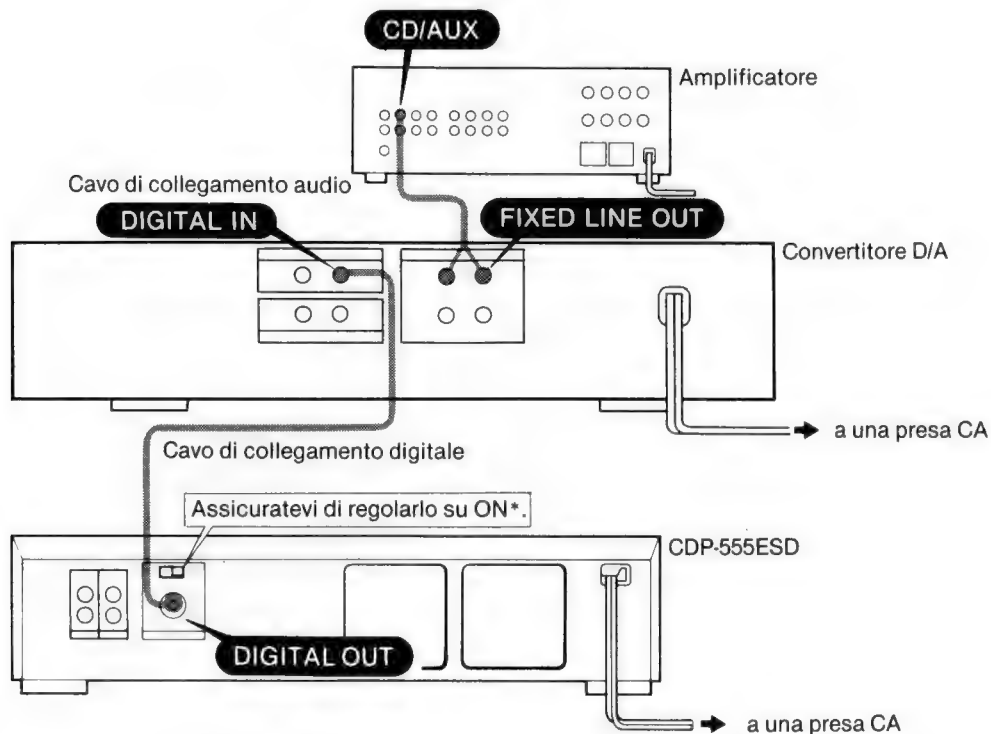 CD/AUX
Amplificatore
Cavo di collegamento audio
DIGITAL IN
FIXED LINE OUT
Convertitore D/A
a una presa CA
Cavo di collegamento digitale
Assicuratevi di regolarlo su ON*.
CDP-555ESD
DIGITAL OUT
a una presa CA